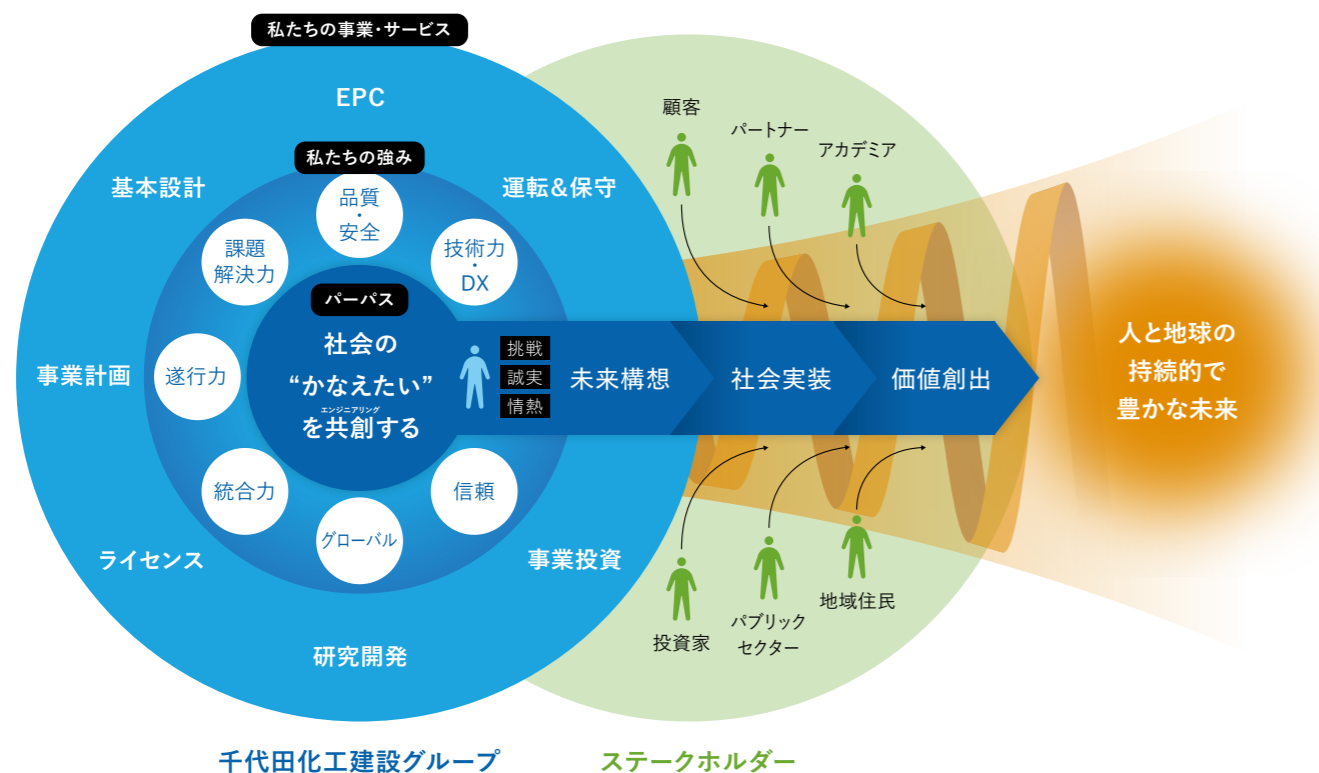 私たちの事業・サービス
EPC
基本設計
運転&保守
事業計画
ライセンス
事業投資
研究開発
私たちの強み
品質
・
安全
課題
解決力
技術力
・
DX
遂行力
統合力
グローバル
信頼
パーパス
社会の
“かなえたい”
エンジニアリング
を共創する
挑戦
誠実
情熱
未来構想
社会実装
価値創出
顧客
パートナー
アカデミア
投資家
パブリック
セクター
地域住民
人と地球の
持続的で
豊かな未来
千代田化工建設グループ
ステークホルダー